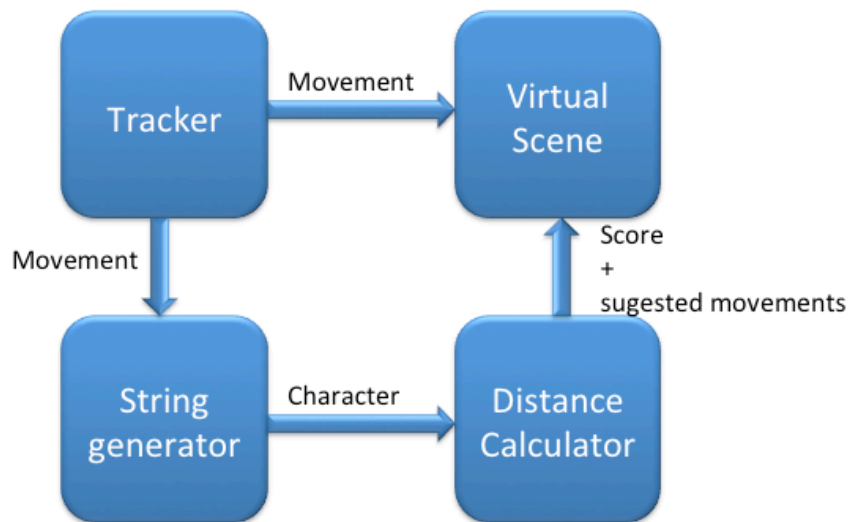 Tracker
Movement
Virtual
Scene
Movement
Score
+
sugested movements
String
generator
Character
Distance
Calculator